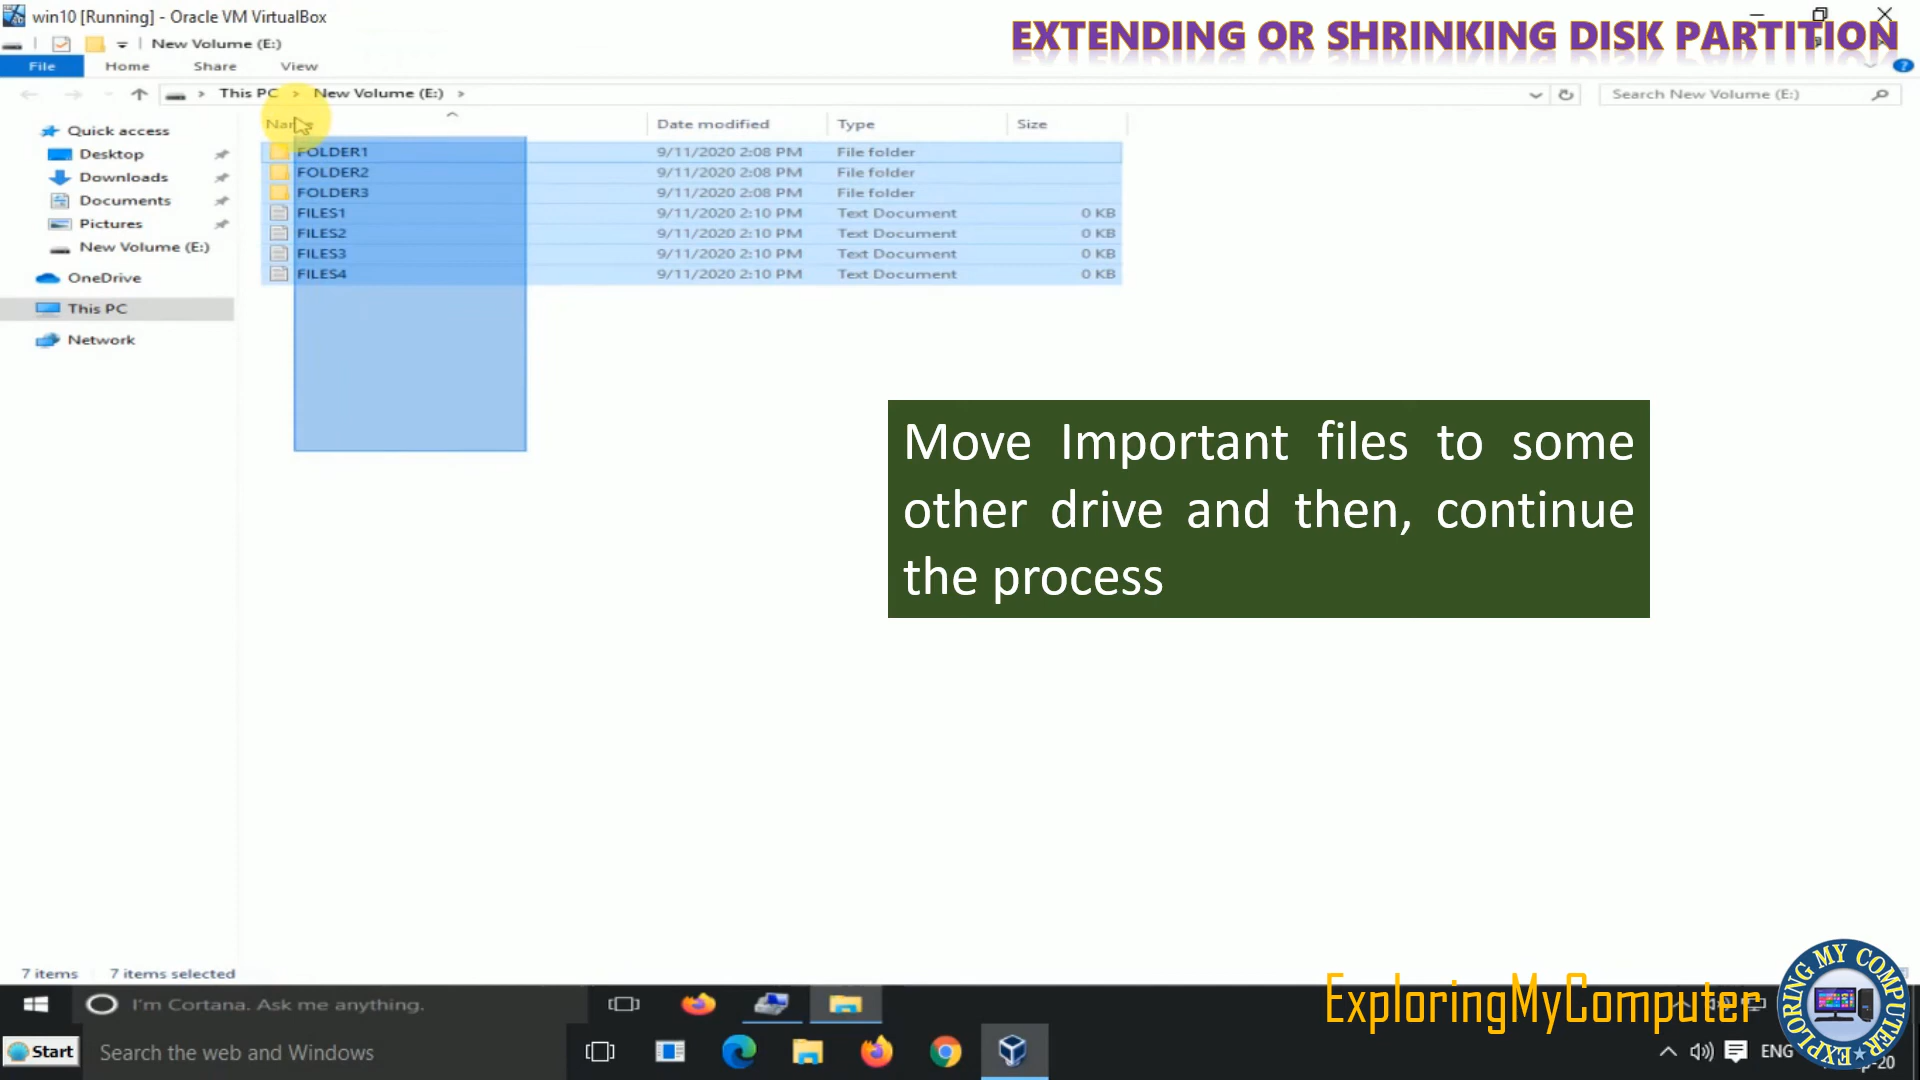 win10 [Running] - Oracle VM VirtualBox
EXTENDING OR SHRINKING DISK PARTITION
New Volume (E:)
File Home Share View
This PC > New Volume (E:) >
Search New Volume (E:)
Name Date modified Type Size
Quick access
Desktop
Downloads
Documents
Pictures
New Volume (E:)
OneDrive
This PC
Network
FOLDER1 9/11/2020 2:08 PM File folder
FOLDER2 9/11/2020 2:08 PM File folder
FOLDER3 9/11/2020 2:08 PM File folder
FILES1 9/11/2020 2:10 PM Text Document 0 KB
FILES2 9/11/2020 2:10 PM Text Document 0 KB
FILES3 9/11/2020 2:10 PM Text Document 0 KB
FILES4 9/11/2020 2:10 PM Text Document 0 KB
Move Important files to some
other drive and then, continue
the process
7 items 7 items selected
I'm Cortana. Ask me anything.
ExploringMyComputer
EXPLORING MY COMPUTER
Start
Search the web and Windows
ENG